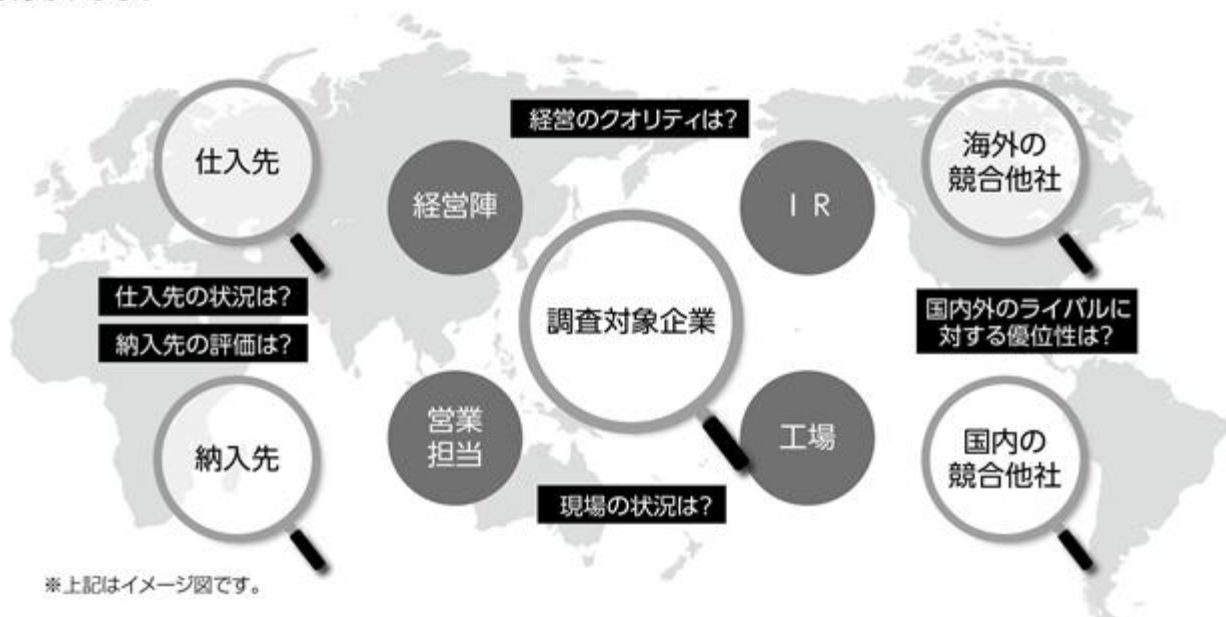 経営のクオリティは?
仕入先
経営陣
I R
海外の
競合他社
仕入先の状況は?
納入先の評価は?
調査対象企業
国内外のライバルに
対する優位性は?
納入先
営業
担当
工場
国内の
競合他社
現場の状況は?
※上記はイメージ図です。